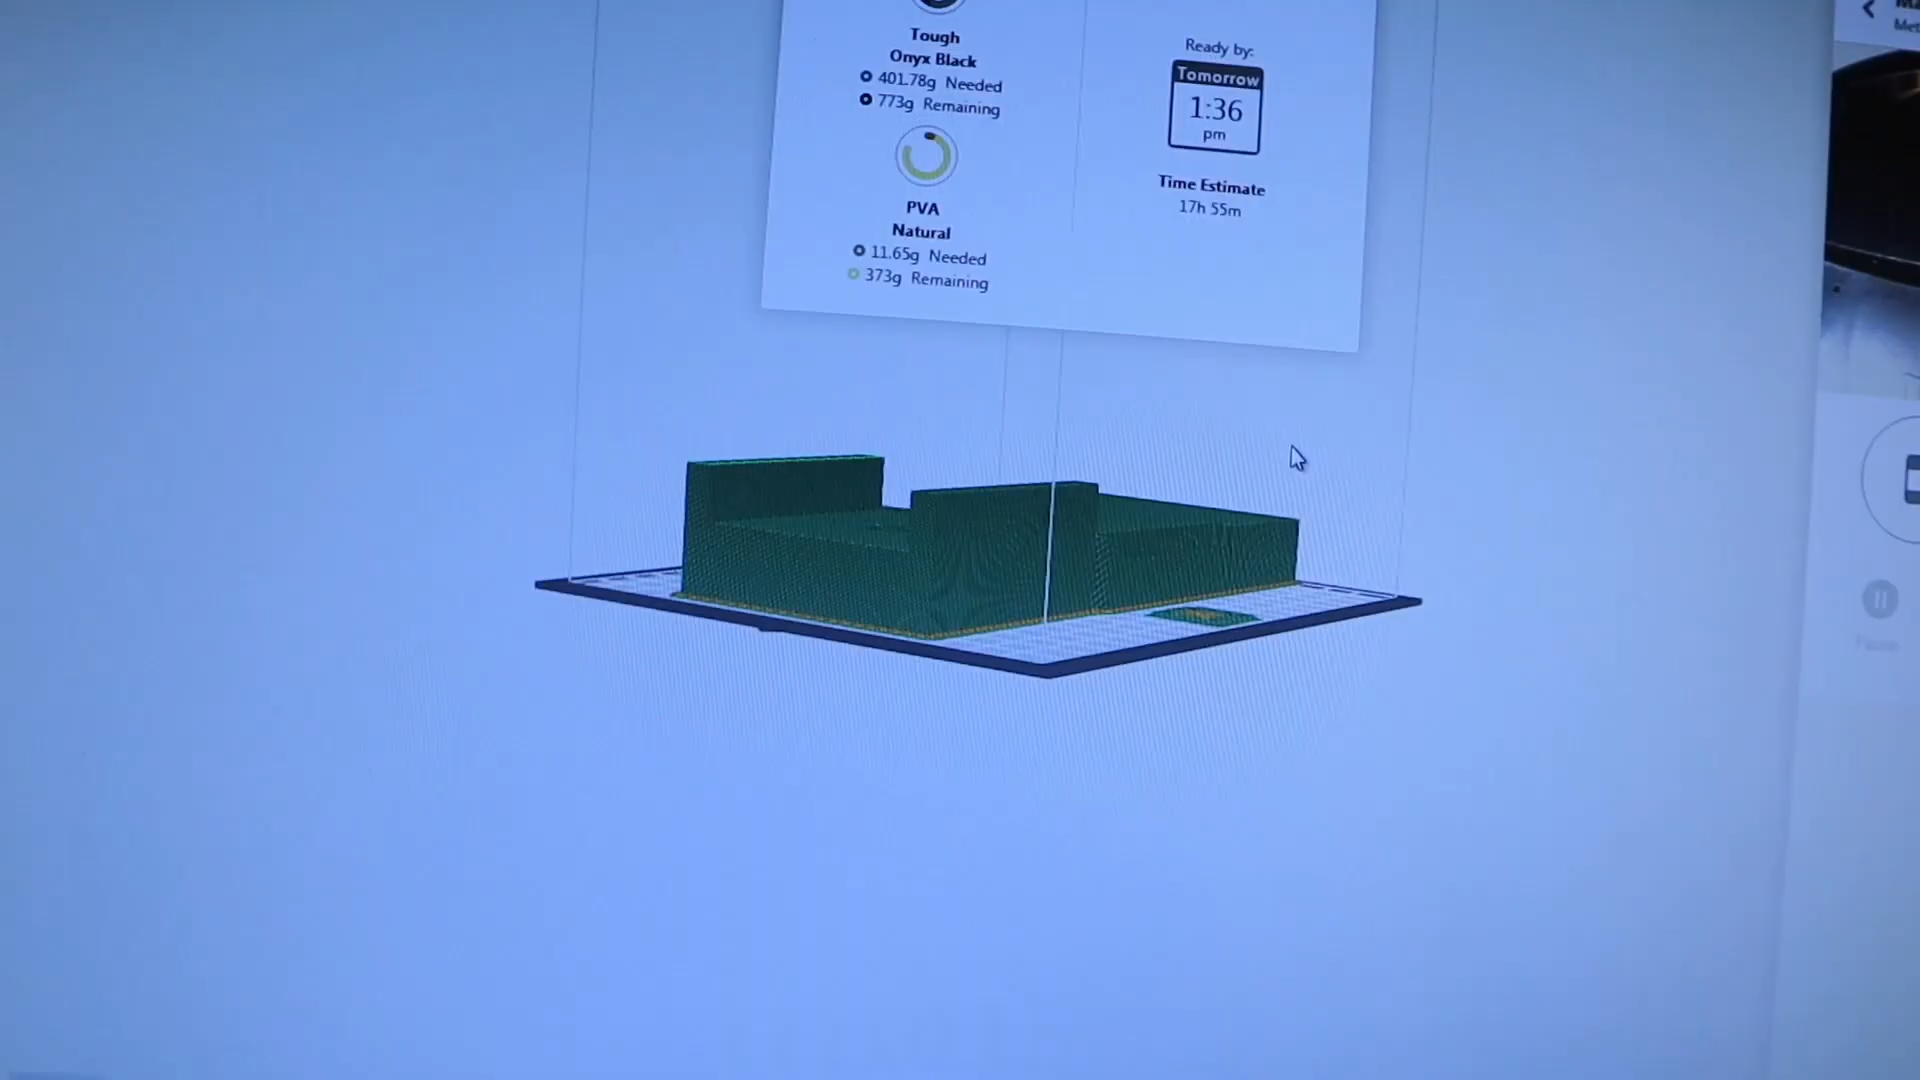 Tough
Onyx Black
401.78g Needed
773g Remaining
PVA
Natural
11.65g Needed
373g Remaining
Ready by:
Tomorrow
1:36
pm
Time Estimate
17h 55m
Pause